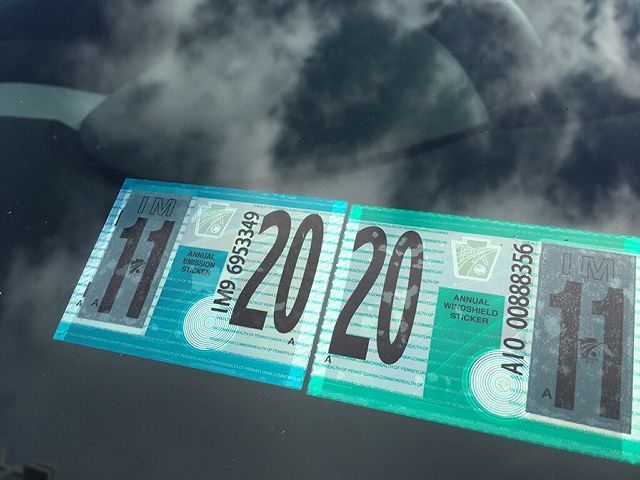 IM
11
A
ANNUAL
EMISSION
STICKER
IM9 6953349
20
A
20
A
ANNUAL
WINDSHIELD
STICKER
AI0 00888356
IM
11
A